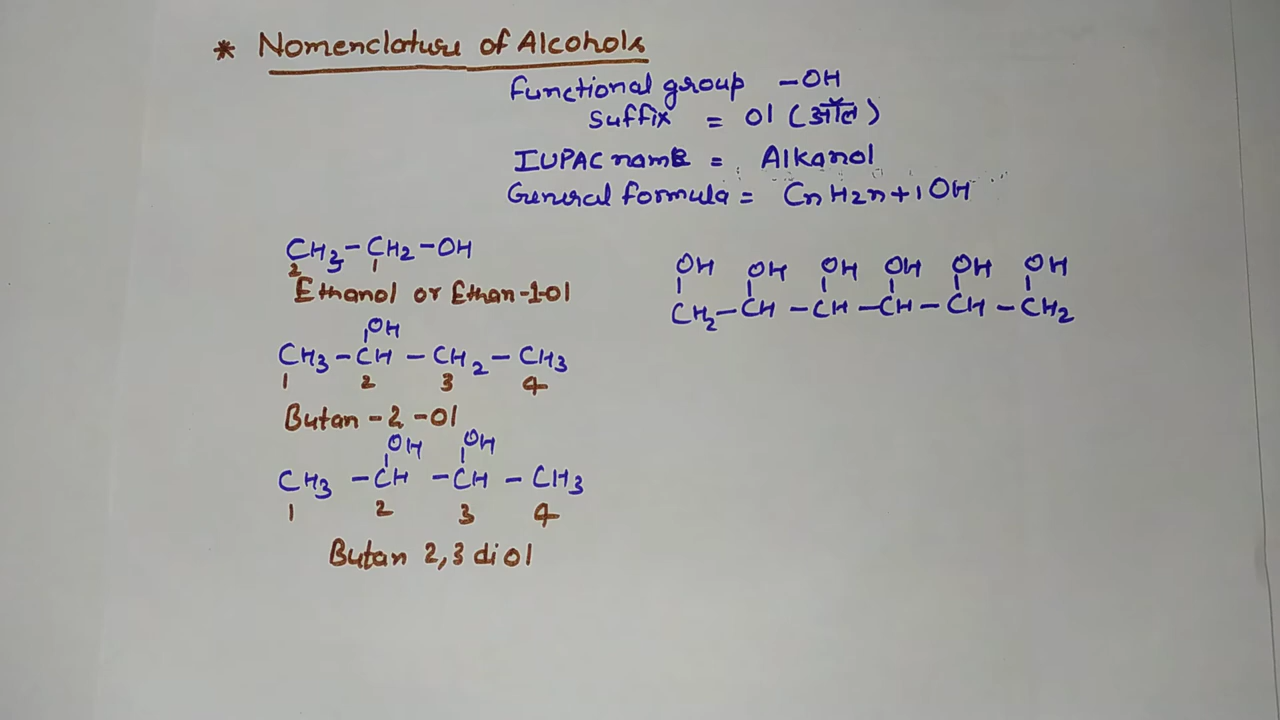 * Nomenclature of Alcohols
Functional group -OH
Suffix = ol (ऑल)
IUPAC name = Alkanol
General formula = CnH2n+1OH
CH3-CH2-OH
2 1
Ethanol or Ethan-1-ol
OH
CH3-CH-CH2-CH3
1 2 3 4
Butan-2-ol
OH OH
CH3-CH-CH-CH3
1 2 3 4
Butan 2,3 diol
OH OH OH OH OH OH
CH2-CH-CH-CH-CH-CH2